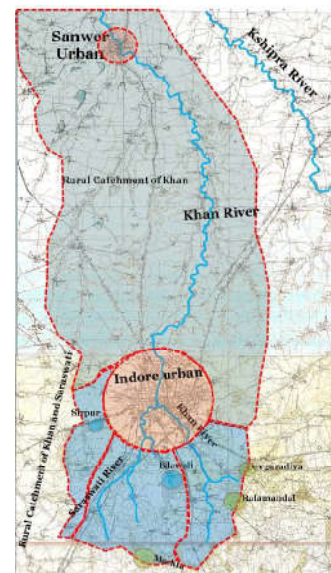 Sanwer
Urban
Kshipra River
Rural Catchment of Khan
Khan River
Indore urban
Sirpur
Khan River
Rural Catchment of Khan and Saraswati
Saraswati River
Bilawali
Devguradiya
Ralamandal